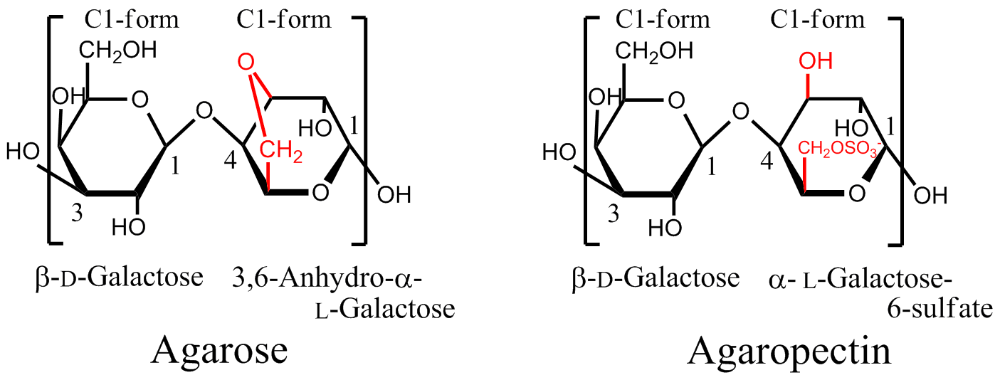 C1-form C1-form
CH2OH
O
OH
O
O
HO
1
HO
CH2
4
1
O
OH
3
HO
β-D-Galactose 3,6-Anhydro-α-
L-Galactose
Agarose
C1-form C1-form
CH2OH
OH
OH
O
O
HO
1
HO
CH2OSO3-
4
1
O
OH
3
HO
β-D-Galactose α- L-Galactose-
6-sulfate
Agaropectin